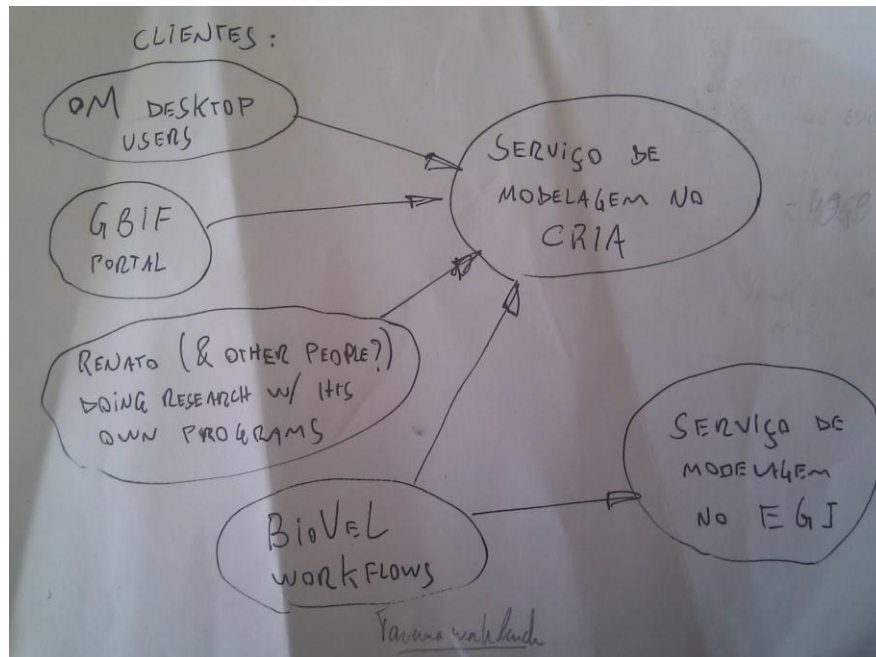 CLIENTES:
OM DESKTOP
USERS
GBIF
PORTAL
RENATO (& OTHER PEOPLE?)
DOING RESEARCH W/ HIS
OWN PROGRAMS
BioVeL
WORKFLOWS
SERVIÇO DE
MODELAGEM NO
CRIA
SERVIÇO DE
MODELAGEM
NO EGI
Taverna